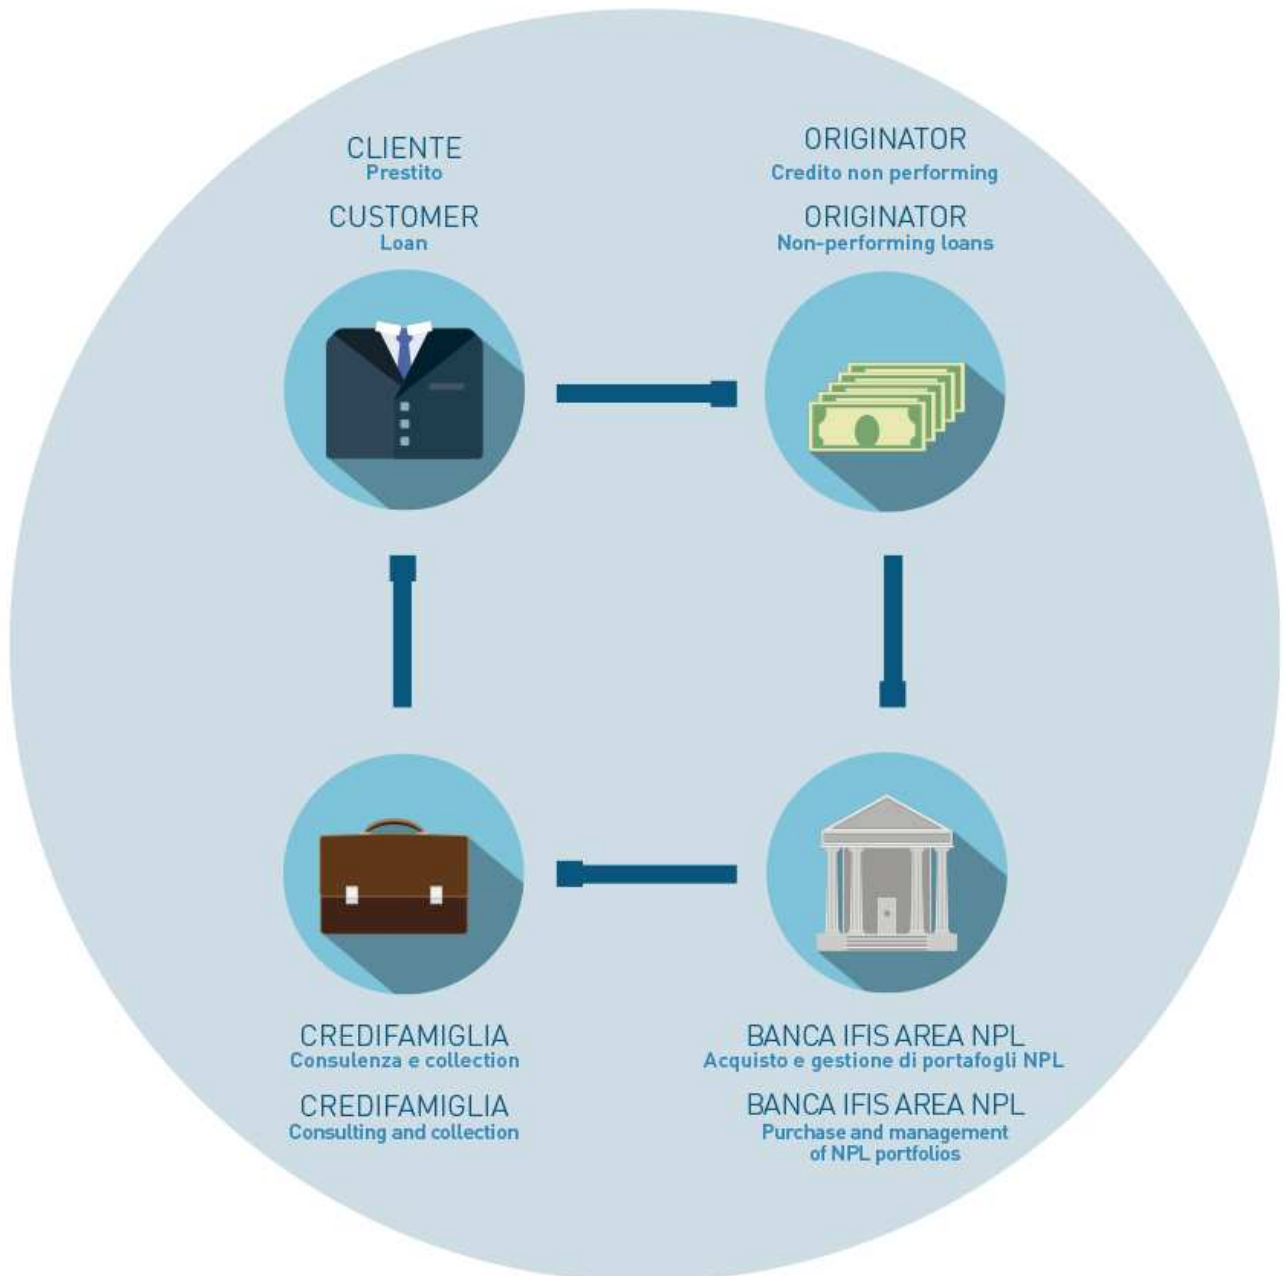 CLIENTE
Prestito
CUSTOMER
Loan
ORIGINATOR
Credito non performing
ORIGINATOR
Non-performing loans
CREDIFAMIGLIA
Consulenza e collection
CREDIFAMIGLIA
Consulting and collection
BANCA IFIS AREA NPL
Acquisto e gestione di portafogli NPL
BANCA IFIS AREA NPL
Purchase and management
of NPL portfolios